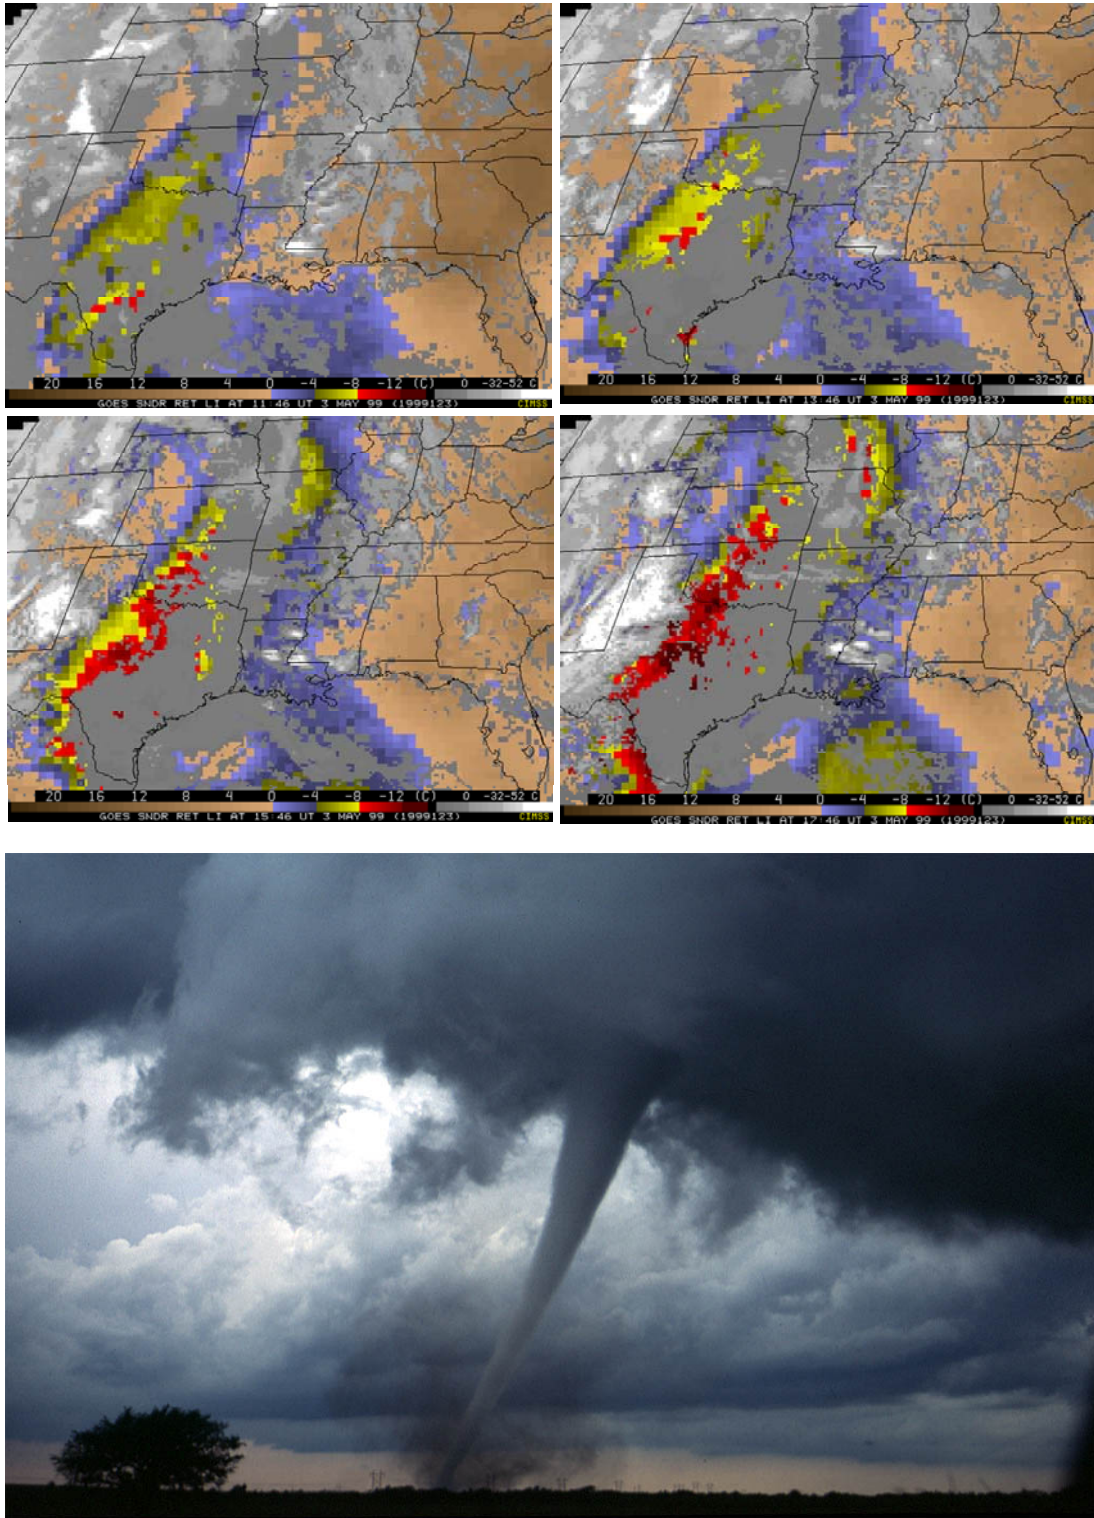 20 16 12 8 4 0 -4 -8 -12 (C) 0 -32-52 C
GOES SNDR RET LI AT 11:46 UT 3 MAY 99 (1999123) CIMSS
20 16 12 8 4 0 -4 -8 -12 (C) 0 -32-52 C
GOES SNDR RET LI AT 13:46 UT 3 MAY 99 (1999123) CIMSS
20 16 12 8 4 0 -4 -8 -12 (C) 0 -32-52 C
GOES SNDR RET LI AT 15:46 UT 3 MAY 99 (1999123) CIMSS
20 16 12 8 4 0 -4 -8 -12 (C) 0 -32-52 C
GOES SNDR RET LI AT 17:46 UT 3 MAY 99 (1999123) CIMSS